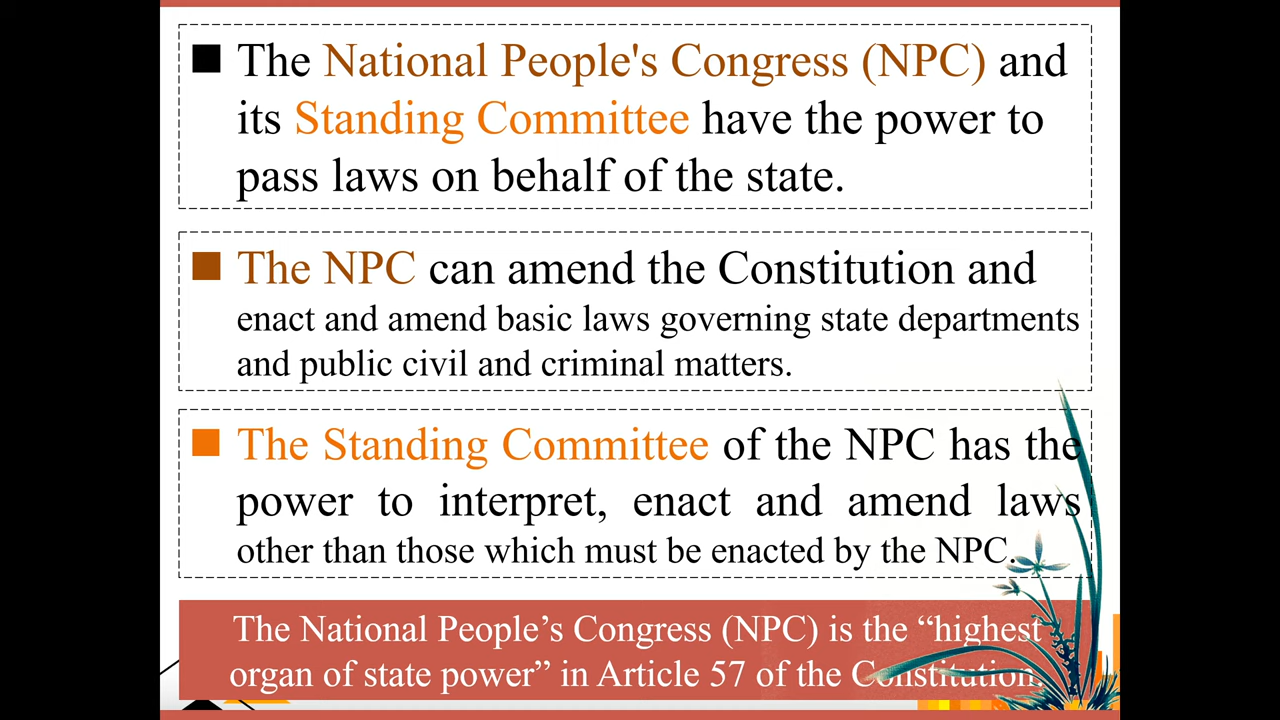 The National People's Congress (NPC) and
its Standing Committee have the power to
pass laws on behalf of the state.
The NPC can amend the Constitution and
enact and amend basic laws governing state departments
and public civil and criminal matters.
The Standing Committee of the NPC has the
power to interpret, enact and amend laws
other than those which must be enacted by the NPC.
The National People’s Congress (NPC) is the “highest
organ of state power” in Article 57 of the Constitution.